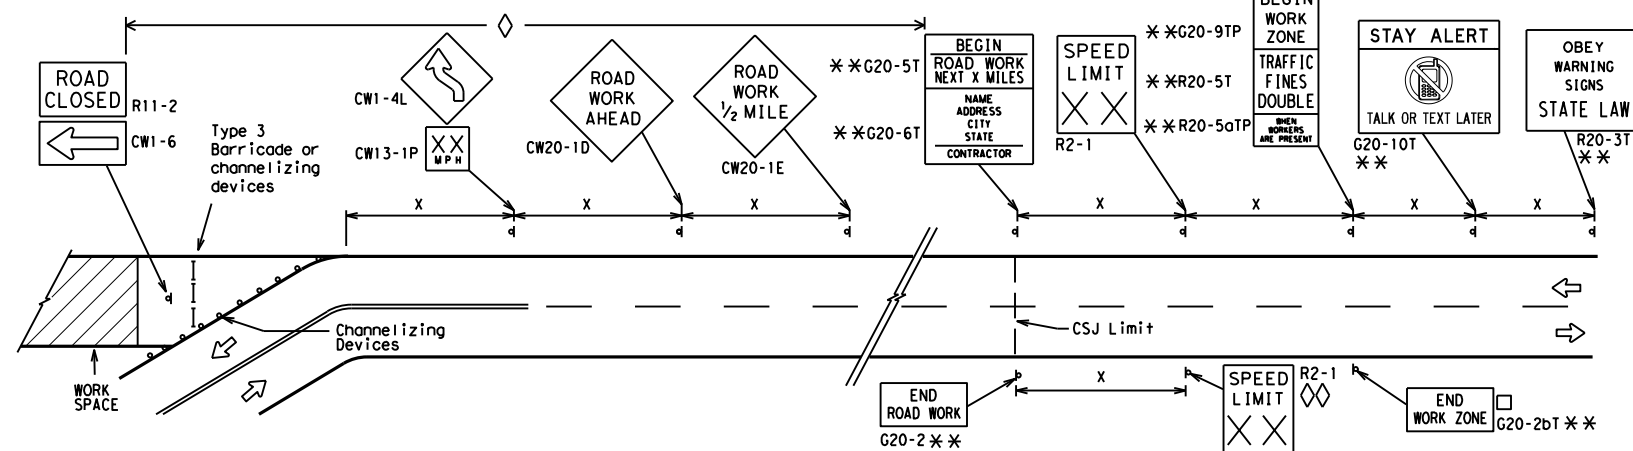 ROAD
CLOSED
R11-2
CW1-6
Type 3
Barricade or
channelizing
devices
CW1-4L
XX
MPH
CW13-1P
ROAD
WORK
AHEAD
CW20-1D
ROAD
WORK
1/2 MILE
CW20-1E
**G20-5T
BEGIN
ROAD WORK
NEXT X MILES
**G20-6T
NAME
ADDRESS
CITY
STATE
CONTRACTOR
SPEED
LIMIT
XX
R2-1
**G20-9TP
BEGIN
WORK
ZONE
**R20-5T
TRAFFIC
FINES
DOUBLE
**R20-5aTP
WHEN
WORKERS
ARE PRESENT
STAY ALERT
TALK OR TEXT LATER
G20-10T
**
OBEY
WARNING
SIGNS
STATE LAW
R20-3T
**
X
X
X
X
X
X
X
Channelizing
Devices
WORK
SPACE
CSJ Limit
END
ROAD WORK
G20-2 **
X
SPEED
LIMIT
XX
R2-1
END
WORK ZONE
G20-2bT **